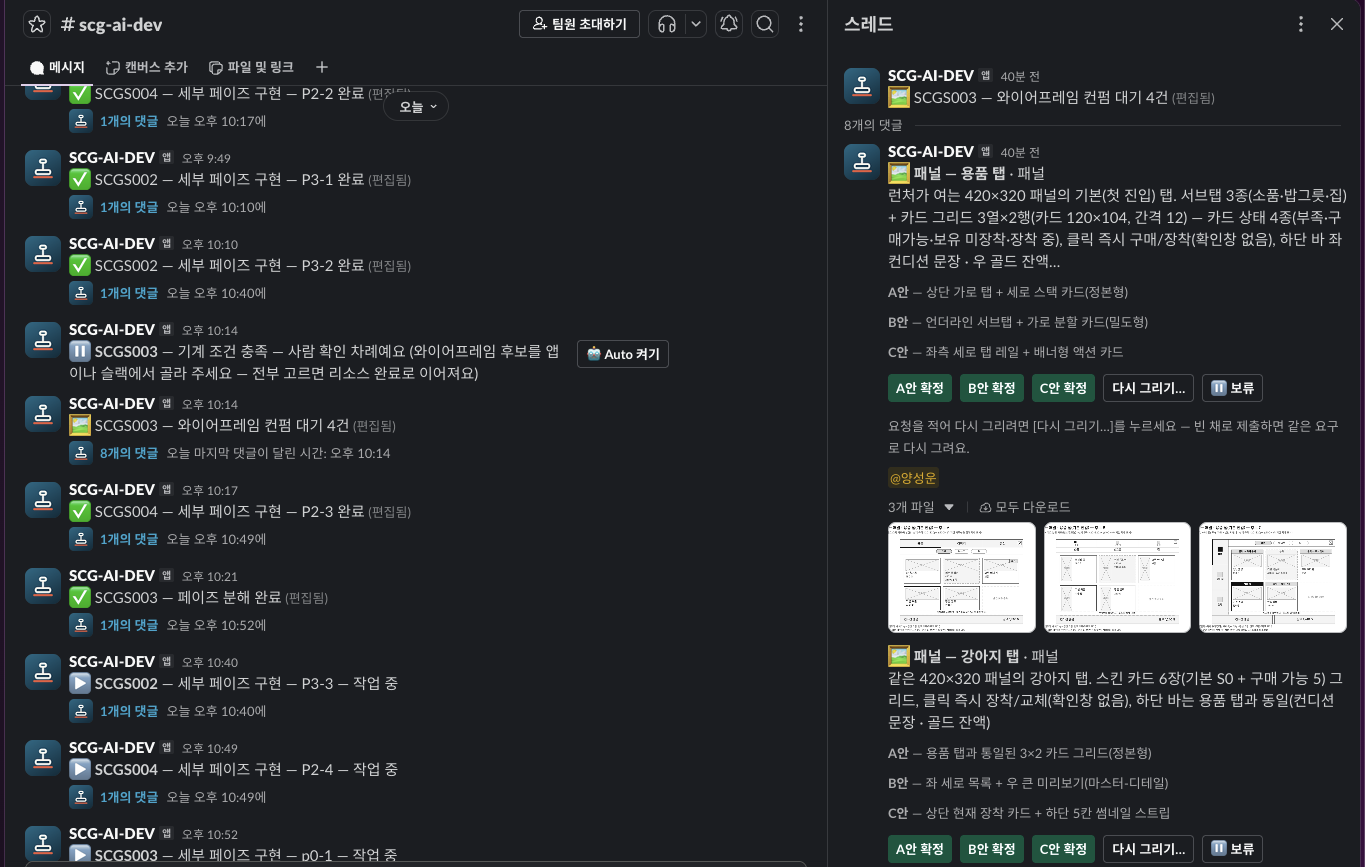 # scg-ai-dev
팀원 초대하기
메시지
캔버스 추가
파일 및 링크
오늘
SCGS004 — 세부 페이즈 구현 — P2-2 완료 (편집됨)
1개의 댓글 오늘 오후 10:17에
SCG-AI-DEV 앱 오후 9:49
SCGS002 — 세부 페이즈 구현 — P3-1 완료 (편집됨)
1개의 댓글 오늘 오후 10:10에
SCG-AI-DEV 앱 오후 10:10
SCGS002 — 세부 페이즈 구현 — P3-2 완료 (편집됨)
1개의 댓글 오늘 오후 10:40에
SCG-AI-DEV 앱 오후 10:14
SCGS003 — 기계 조건 충족 — 사람 확인 차례예요 (와이어프레임 후보를 앱
이나 슬랙에서 골라 주세요 — 전부 고르면 리소스 완료로 이어져요)
Auto 켜기
SCG-AI-DEV 앱 오후 10:14
SCGS003 — 와이어프레임 컨펌 대기 4건 (편집됨)
8개의 댓글 오늘 마지막 댓글이 달린 시간: 오후 10:14
SCG-AI-DEV 앱 오후 10:17
SCGS004 — 세부 페이즈 구현 — P2-3 완료 (편집됨)
1개의 댓글 오늘 오후 10:49에
SCG-AI-DEV 앱 오후 10:21
SCGS003 — 페이즈 분해 완료 (편집됨)
1개의 댓글 오늘 오후 10:52에
SCG-AI-DEV 앱 오후 10:40
SCGS002 — 세부 페이즈 구현 — P3-3 — 작업 중
1개의 댓글 오늘 오후 10:40에
SCG-AI-DEV 앱 오후 10:49
SCGS004 — 세부 페이즈 구현 — P2-4 — 작업 중
1개의 댓글 오늘 오후 10:49에
SCG-AI-DEV 앱 오후 10:52
SCGS003 — 세부 페이즈 구현 — p0-1 — 작업 중
스레드
SCG-AI-DEV 앱 40분 전
SCGS003 — 와이어프레임 컨펌 대기 4건 (편집됨)
8개의 댓글
SCG-AI-DEV 앱 40분 전
패널 — 용품 탭 · 패널
런처가 여는 420×320 패널의 기본(첫 진입) 탭. 서브탭 3종(소품·밥그릇·집)
+ 카드 그리드 3열×2행(카드 120×104, 간격 12) — 카드 상태 4종(부족·구
매가능·보유 미장착·장착 중), 클릭 즉시 구매/장착(확인창 없음), 하단 바 좌
컨디션 문장 · 우 골드 잔액...
A안 — 상단 가로 탭 + 세로 스택 카드(정본형)
B안 — 언더라인 서브탭 + 가로 분할 카드(밀도형)
C안 — 좌측 세로 탭 레일 + 배너형 액션 카드
A안 확정
B안 확정
C안 확정
다시 그리기...
보류
요청을 적어 다시 그리려면 [다시 그리기...]를 누르세요 — 빈 채로 제출하면 같은 요구
로 다시 그려요.
@양성운
3개 파일
모두 다운로드
패널 — 강아지 탭 · 패널
같은 420×320 패널의 강아지 탭. 스킨 카드 6장(기본 S0 + 구매 가능 5) 그
리드, 클릭 즉시 장착/교체(확인창 없음), 하단 바는 용품 탭과 동일(컨디션
문장 · 골드 잔액)
A안 — 용품 탭과 통일된 3×2 카드 그리드(정본형)
B안 — 좌 세로 목록 + 우 큰 미리보기(마스터-디테일)
C안 — 상단 현재 장착 카드 + 하단 5칸 썸네일 스트립
A안 확정
B안 확정
C안 확정
다시 그리기...
보류